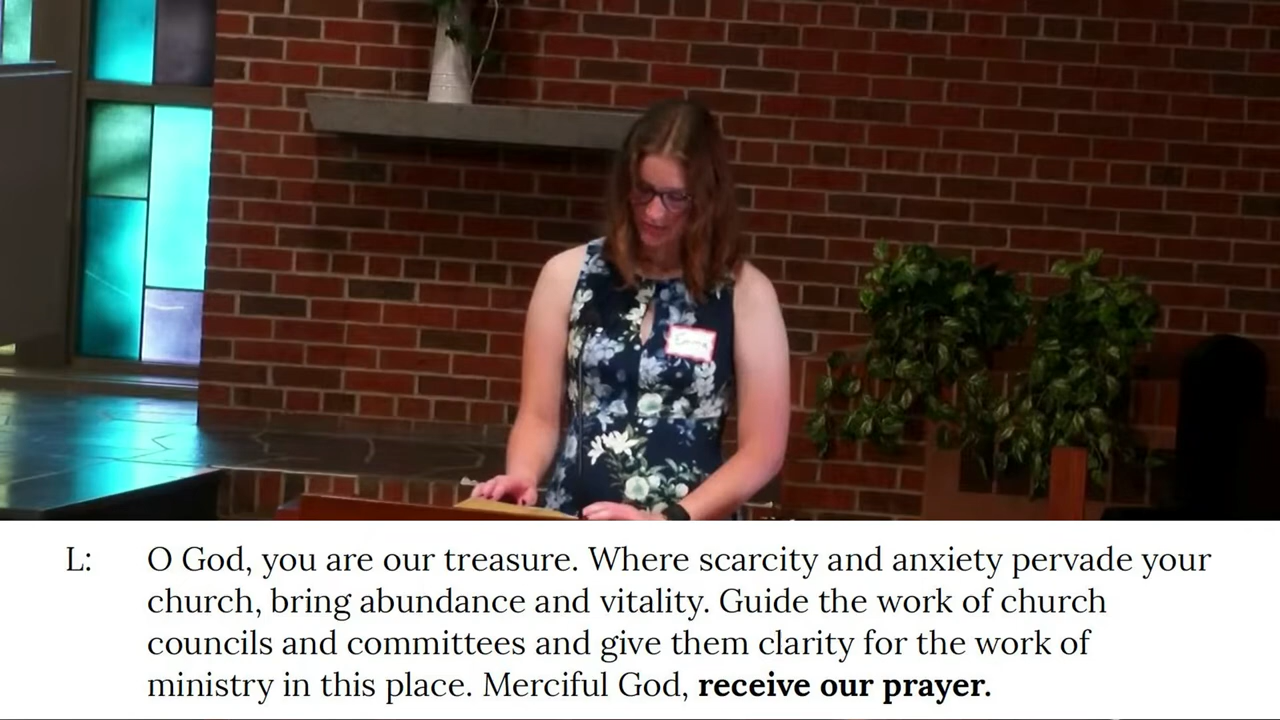 Emma
L: O God, you are our treasure. Where scarcity and anxiety pervade your
church, bring abundance and vitality. Guide the work of church
councils and committees and give them clarity for the work of
ministry in this place. Merciful God, receive our prayer.